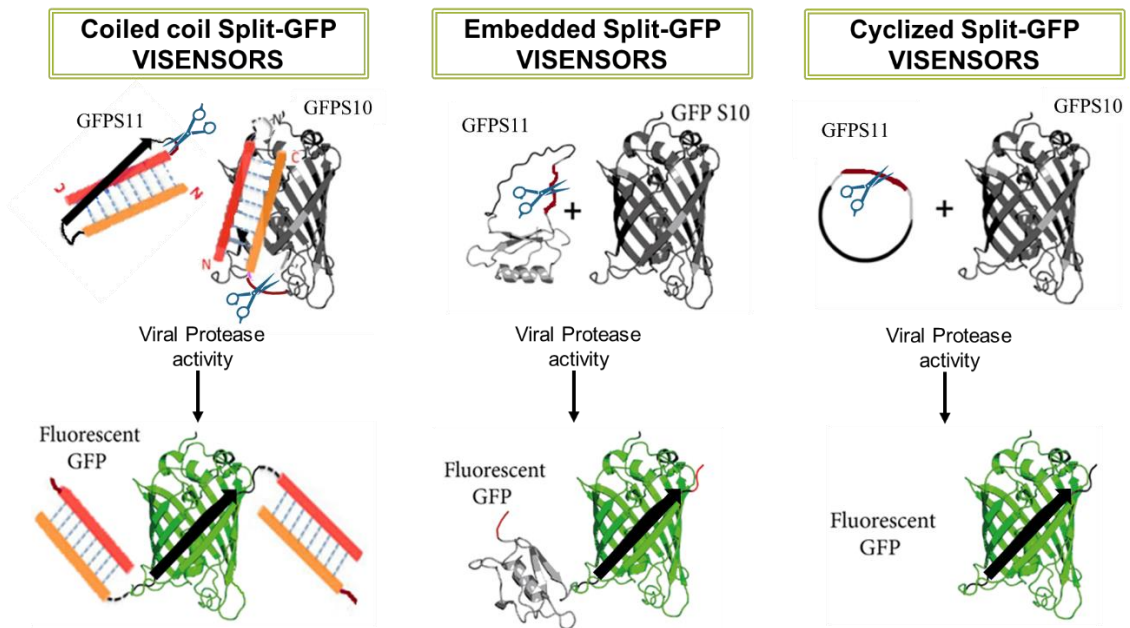 Coiled coil Split-GFP
VISENSORS
Embedded Split-GFP
VISENSORS
Cyclized Split-GFP
VISENSORS
GFPS11
GFPS10
N
C
C
N
N
GFPS11
GFP S10
+
GFPS11
GFPS10
+
Viral Protease
activity
Viral Protease
activity
Viral Protease
activity
Fluorescent
GFP
Fluorescent
GFP
Fluorescent
GFP